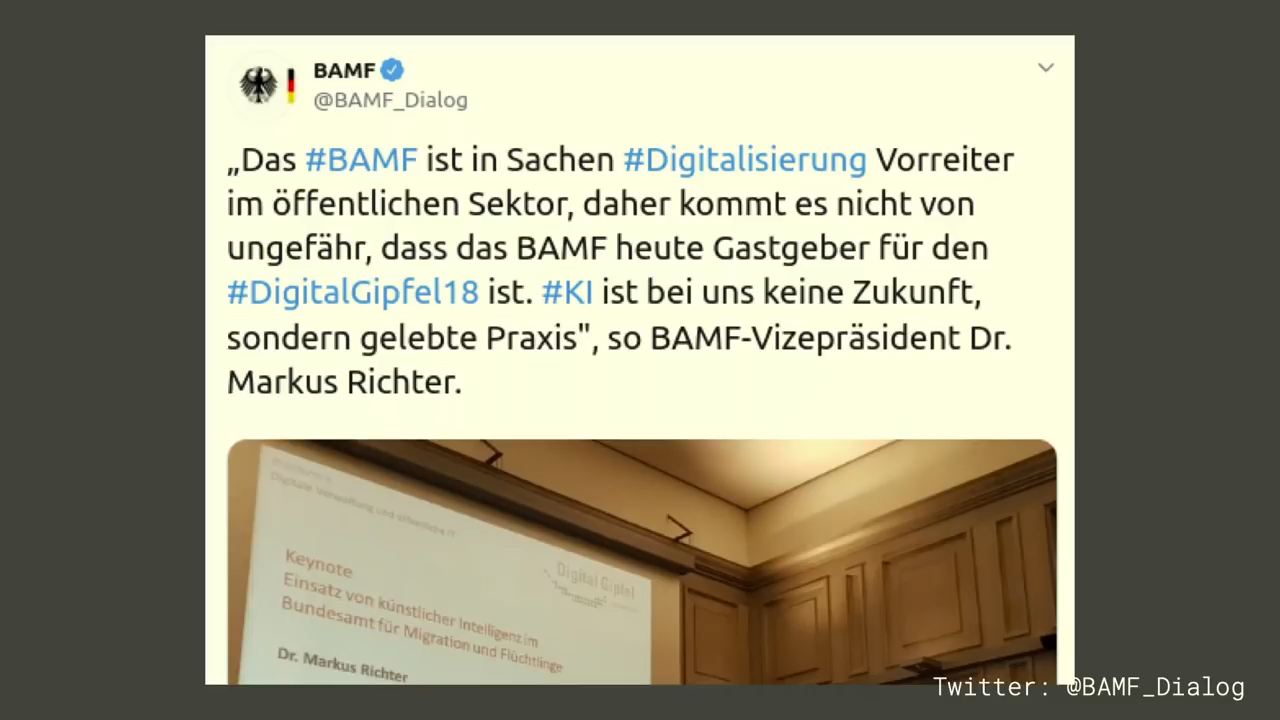 BAMF
@BAMF_Dialog
„Das #BAMF ist in Sachen #Digitalisierung Vorreiter
im öffentlichen Sektor, daher kommt es nicht von
ungefähr, dass das BAMF heute Gastgeber für den
#DigitalGipfel18 ist. #KI ist bei uns keine Zukunft,
sondern gelebte Praxis", so BAMF-Vizepräsident Dr.
Markus Richter.
Digitale Verwaltung und öffentliche IT
Digital Gipfel
Keynote
Einsatz von künstlicher Intelligenz im
Bundesamt für Migration und Flüchtlinge
Dr. Markus Richter
Twitter: @BAMF_Dialog